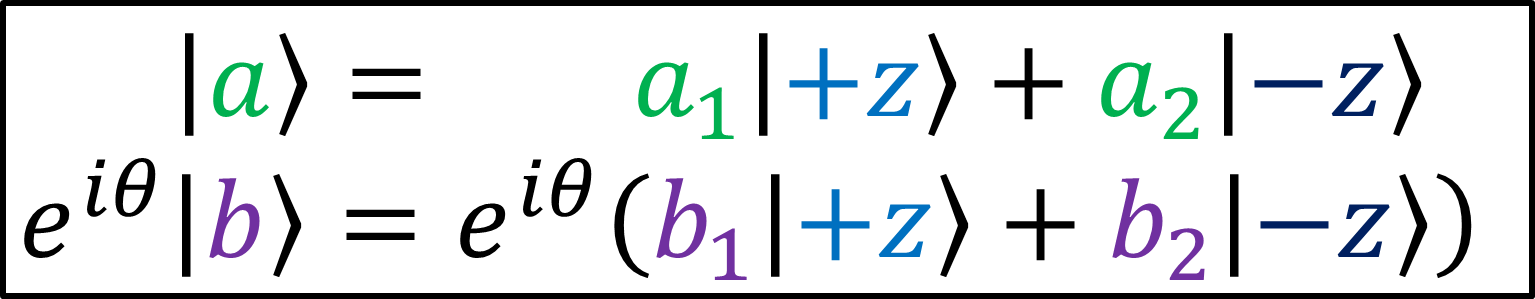 |a⟩ = a₁|+z⟩ + a₂|−z⟩
e^{iθ}|b⟩ = e^{iθ}(b₁|+z⟩ + b₂|−z⟩)